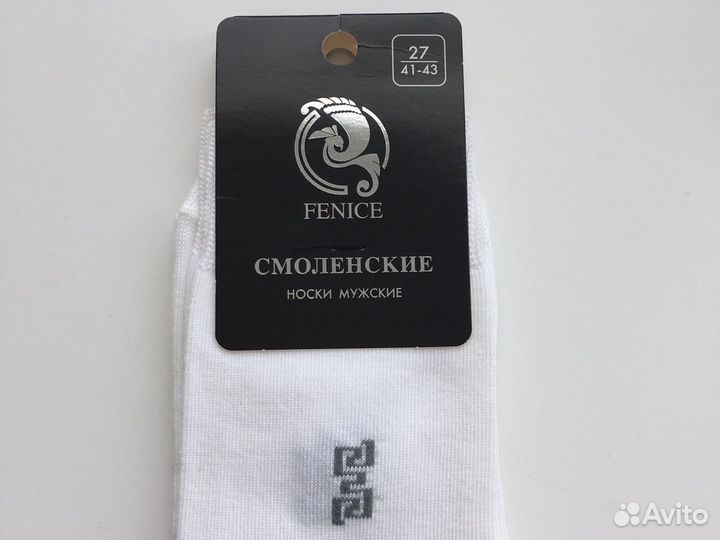 27
41-43
FENICE
СМОЛЕНСКИЕ
НОСКИ МУЖСКИЕ
Avito